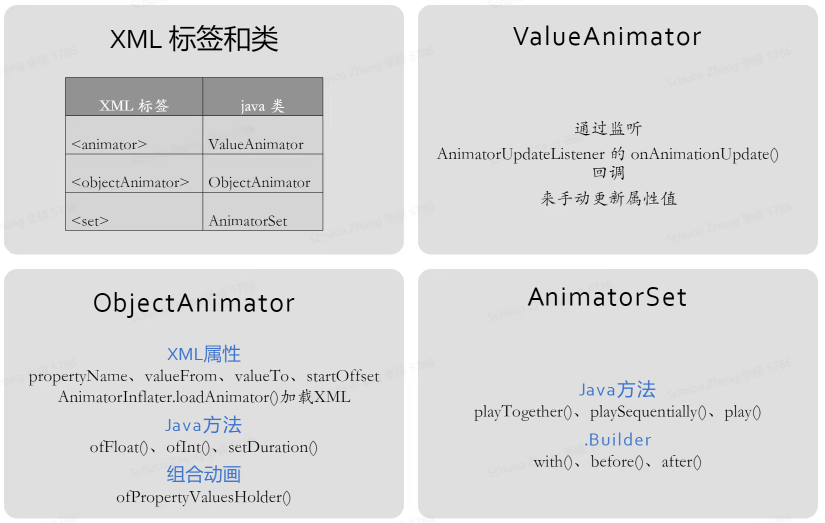 XML 标签和类
XML 标签 java 类
<animator> ValueAnimator
<objectAnimator> ObjectAnimator
<set> AnimatorSet
ValueAnimator
通过监听
AnimatorUpdateListener 的 onAnimationUpdate()
回调
来手动更新属性值
ObjectAnimator
XML属性
propertyName、valueFrom、valueTo、startOffset
AnimatorInflater.loadAnimator()加载XML
Java方法
ofFloat()、ofInt()、setDuration()
组合动画
ofPropertyValuesHolder()
AnimatorSet
Java方法
playTogether()、playSequentially()、play()
.Builder
with()、before()、after()